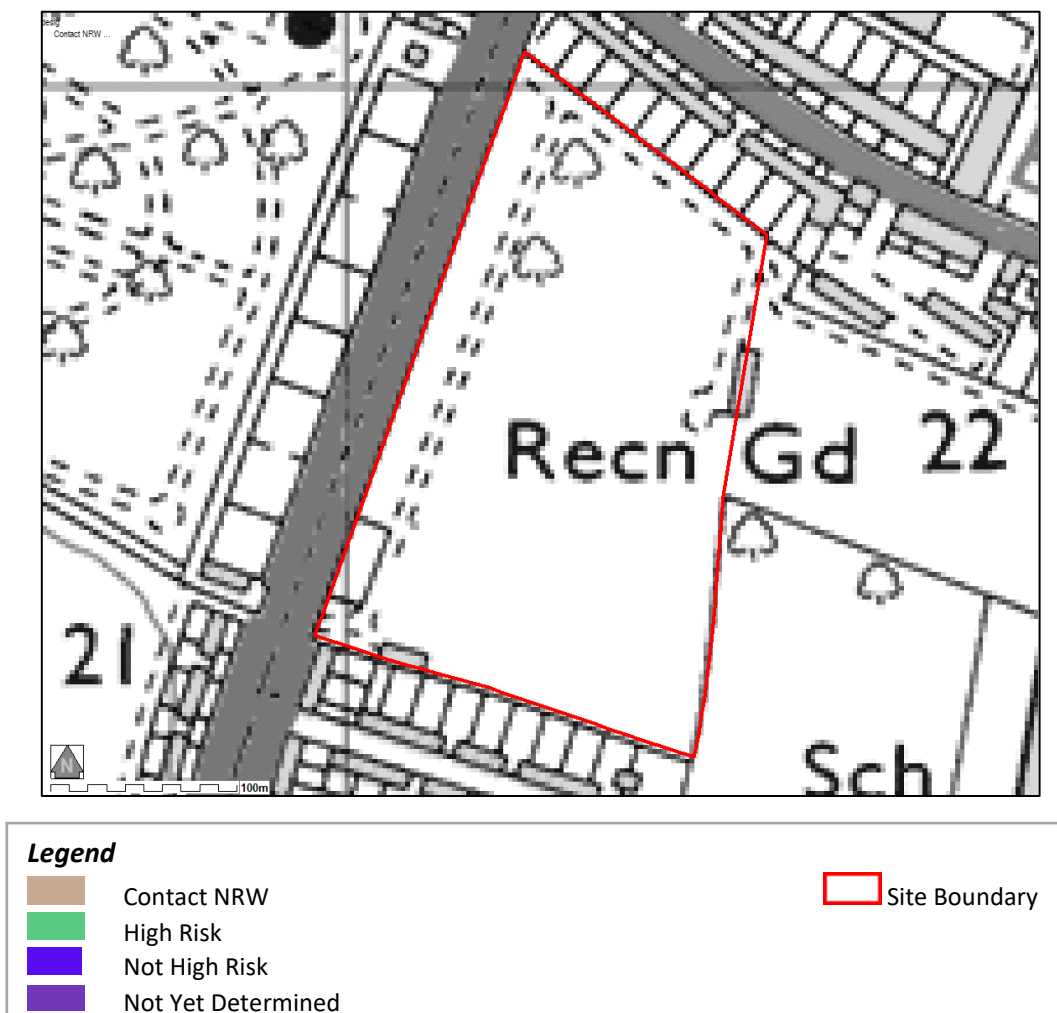 desig
Contact NRW ...
Recn Gd 22
21
Sch
N
100m
Legend
Contact NRW
Site Boundary
High Risk
Not High Risk
Not Yet Determined